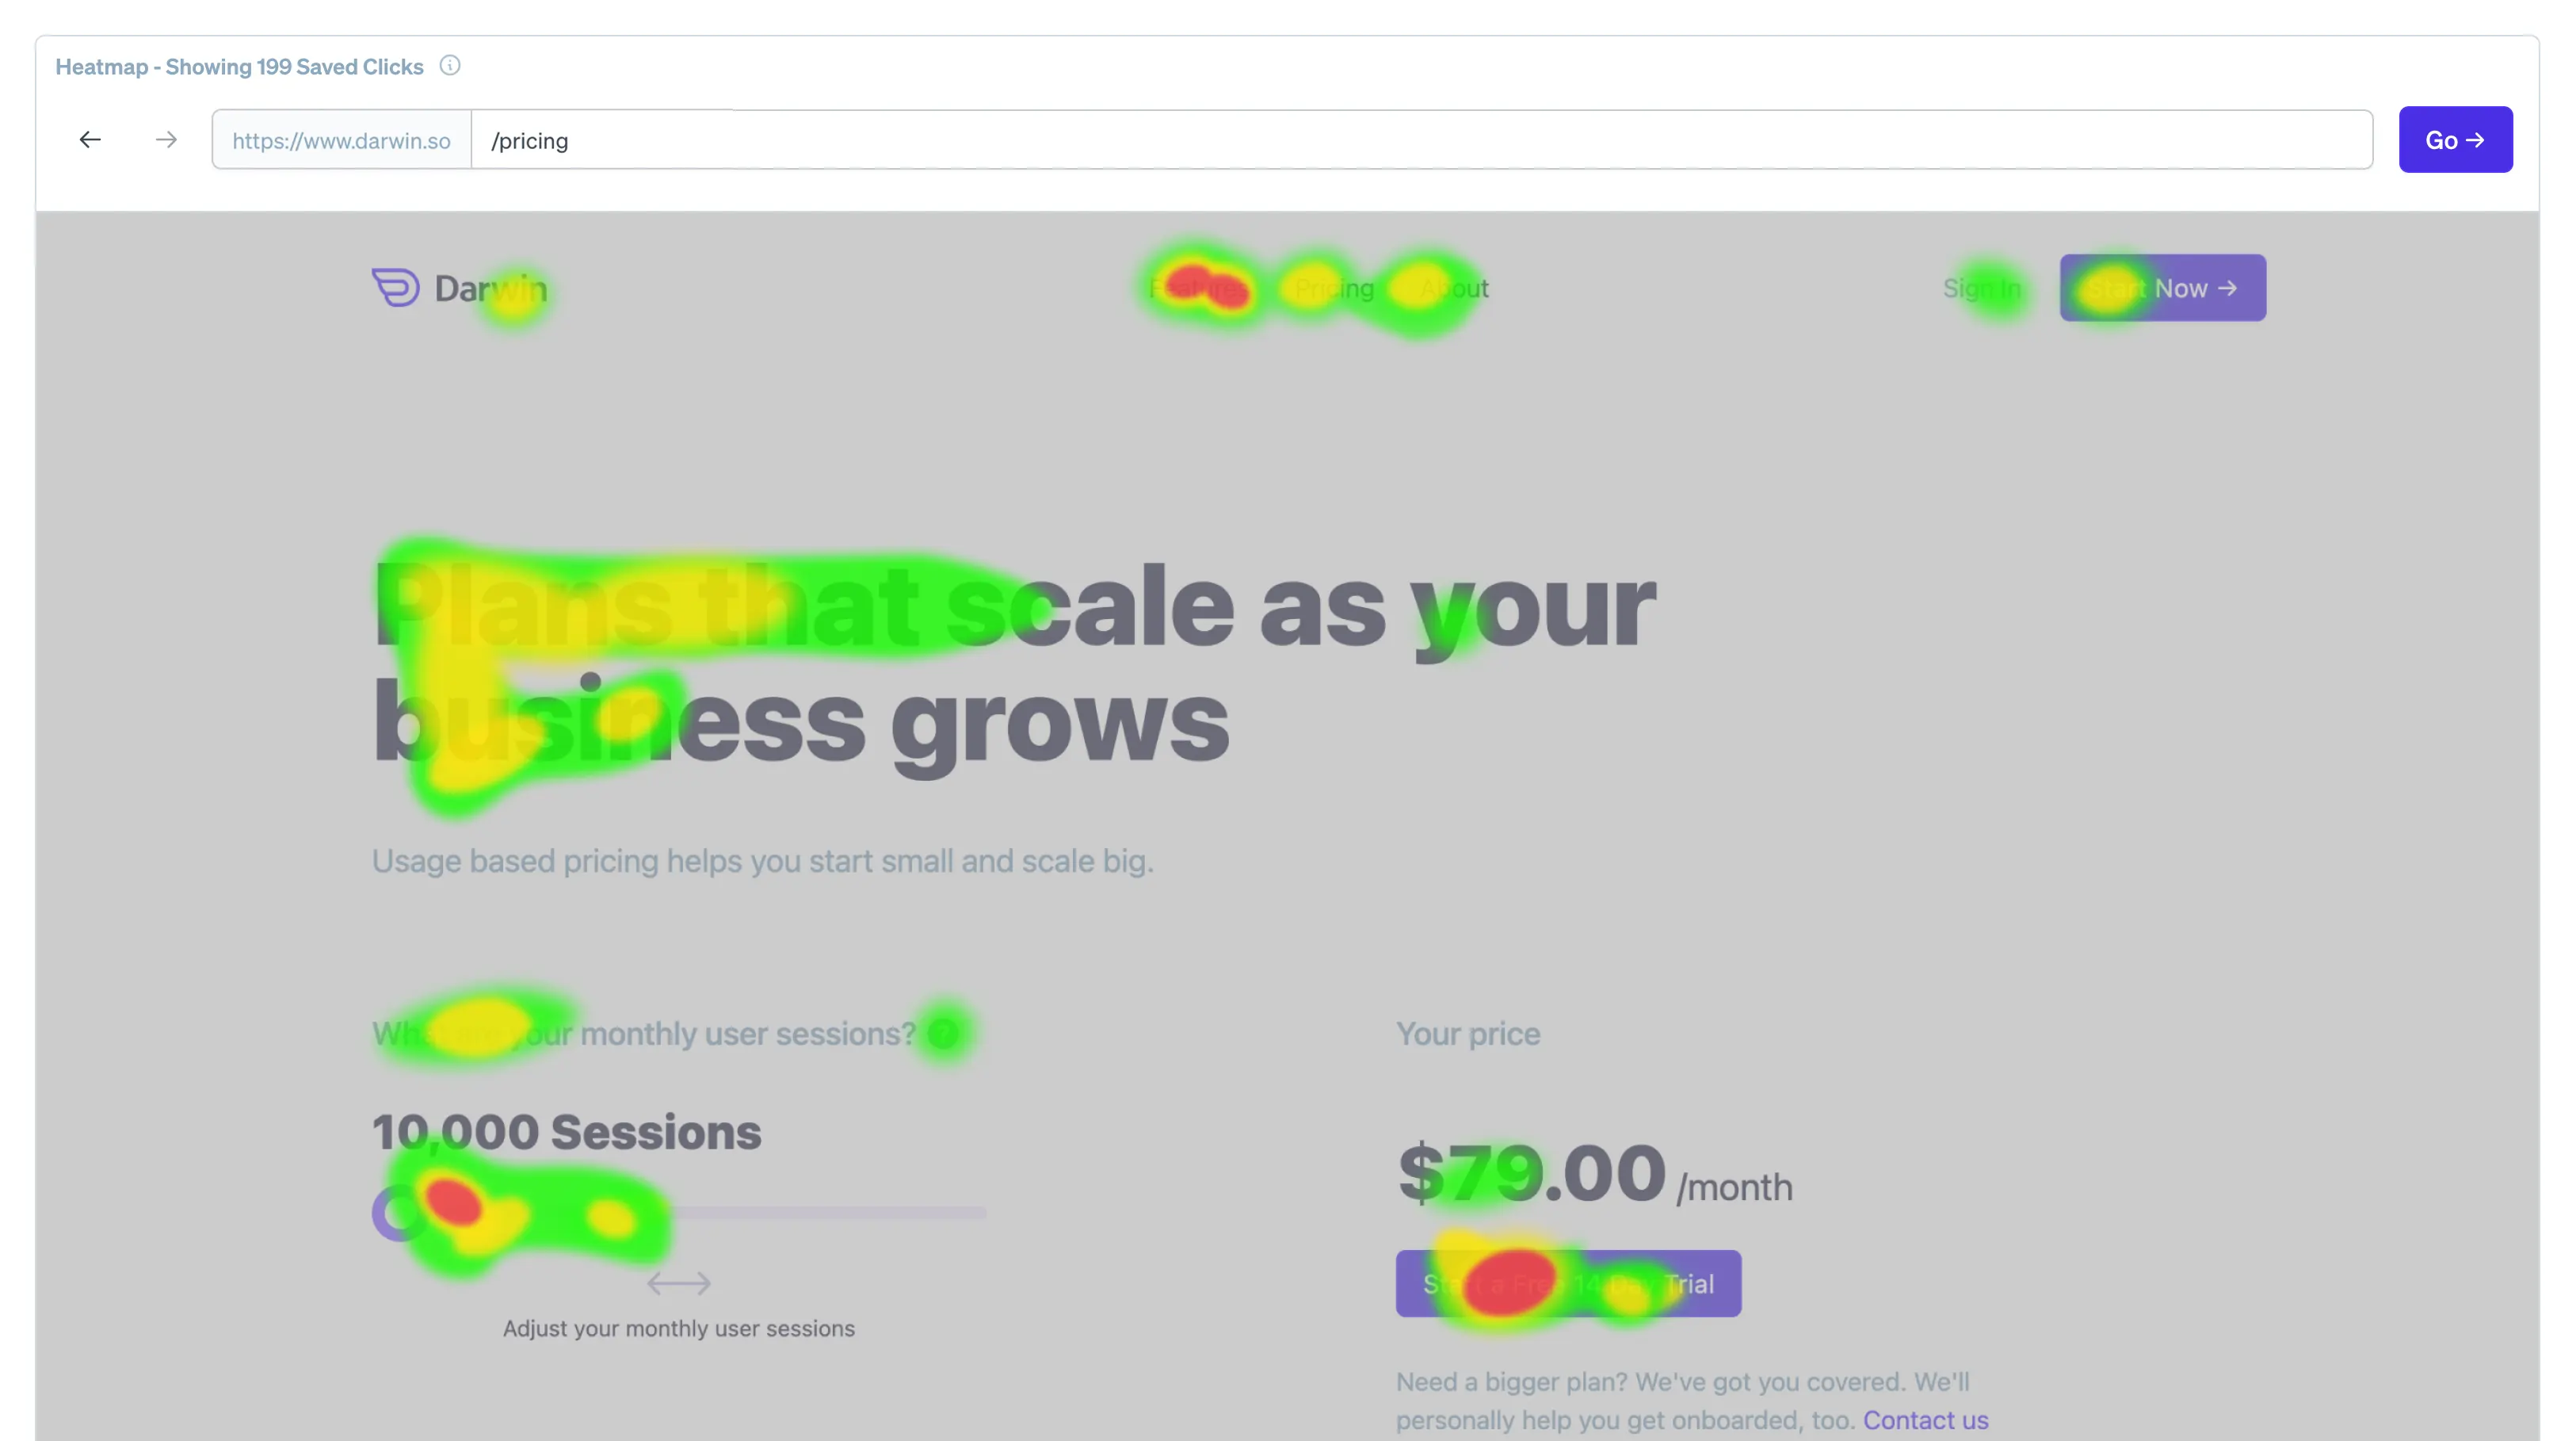 Heatmap - Showing 199 Saved Clicks
https://www.darwin.so /pricing Go →
Darwin Features Pricing About Sign In Start Now →
Plans that scale as your
business grows
Usage based pricing helps you start small and scale big.
What are your monthly user sessions? ?
Your price
10,000 Sessions
$79.00 /month
Start a Free 14 Day Trial
Adjust your monthly user sessions
Need a bigger plan? We've got you covered. We'll
personally help you get onboarded, too. Contact us